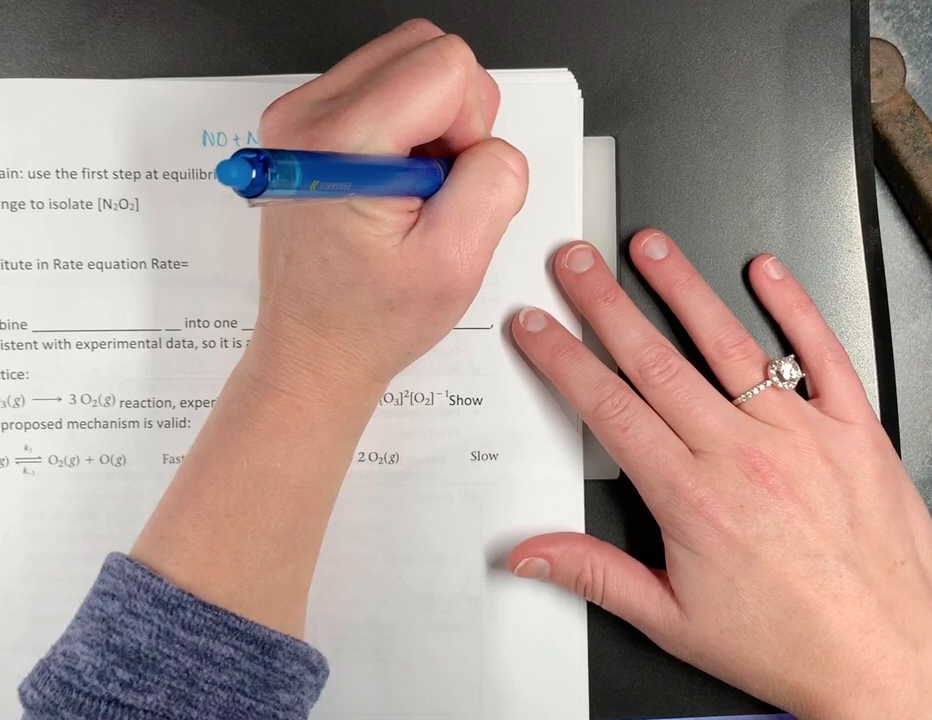 NO + N
ain: use the first step at equilibri
nge to isolate [N₂O₂]
itute in Rate equation Rate=
bine ________________ __ into one _
istent with experimental data, so it is
tice:
₃(g) ⟶ 3 O₂(g) reaction, exper O₃]²[O₂]⁻¹Show
proposed mechanism is valid:
g) k₁ ⇌ k₋₁ O₂(g) + O(g) Fast 2 O₂(g) Slow